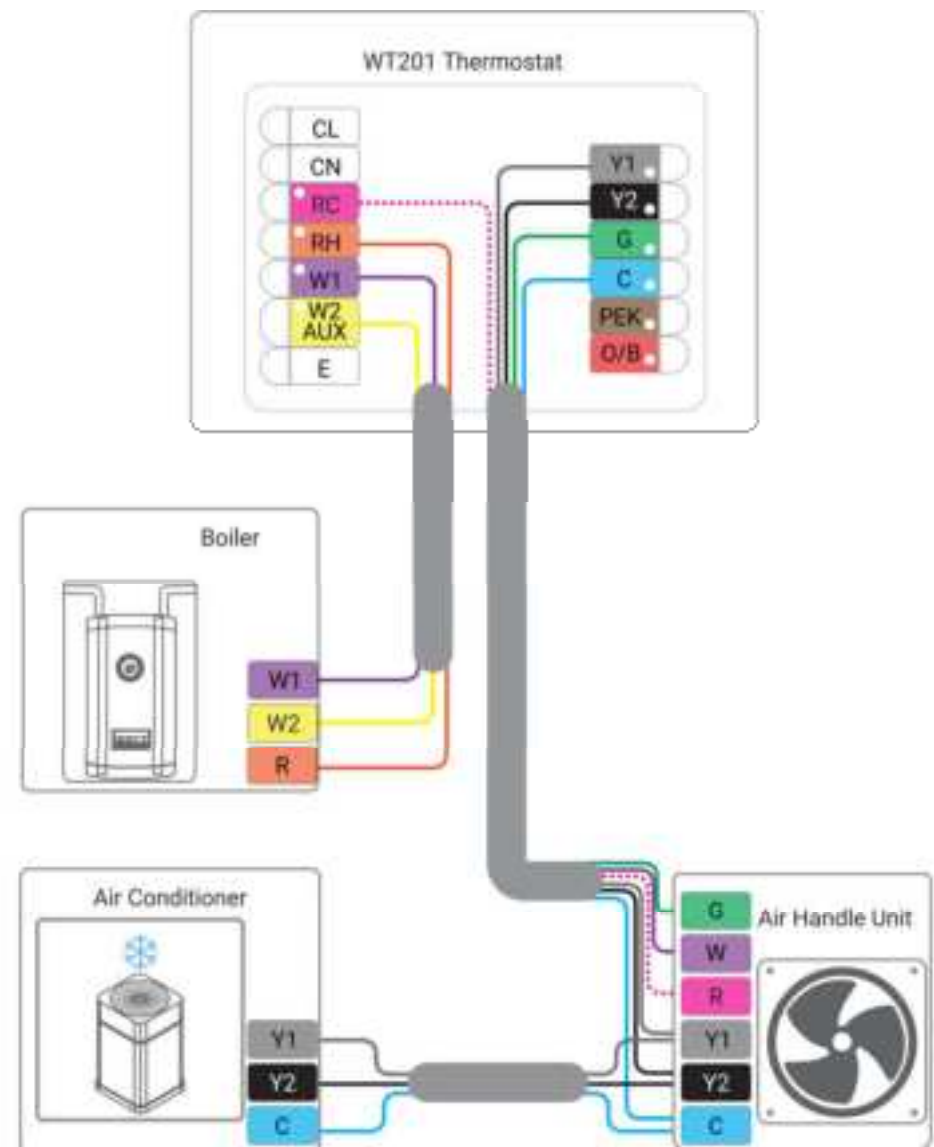 WT201 Thermostat
CL
CN
RC
RH
W1
W2
AUX
E
Y1
Y2
G
C
PEK
O/B
Boiler
W1
W2
R
Air Conditioner
Y1
Y2
C
Air Handle Unit
G
W
R
Y1
Y2
C